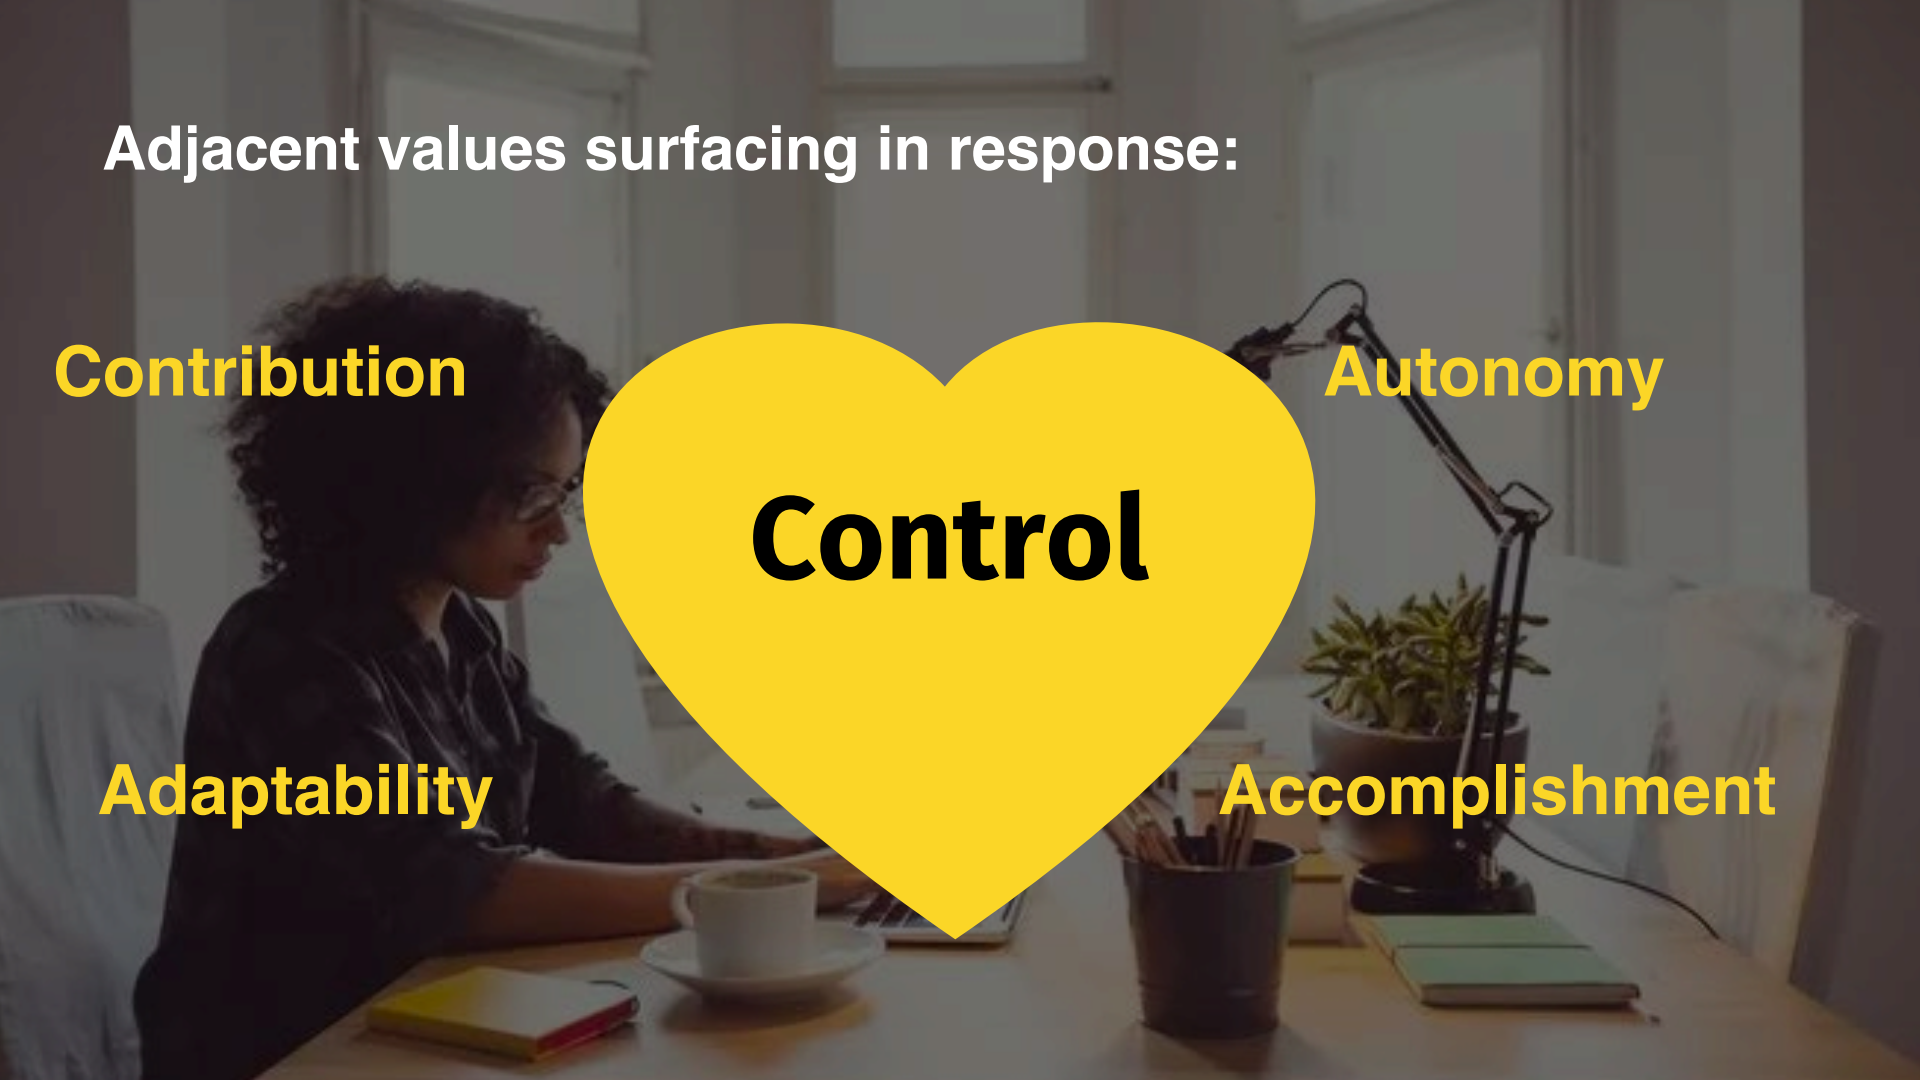 Adjacent values surfacing in response:
Contribution
Autonomy
Control
Adaptability
Accomplishment